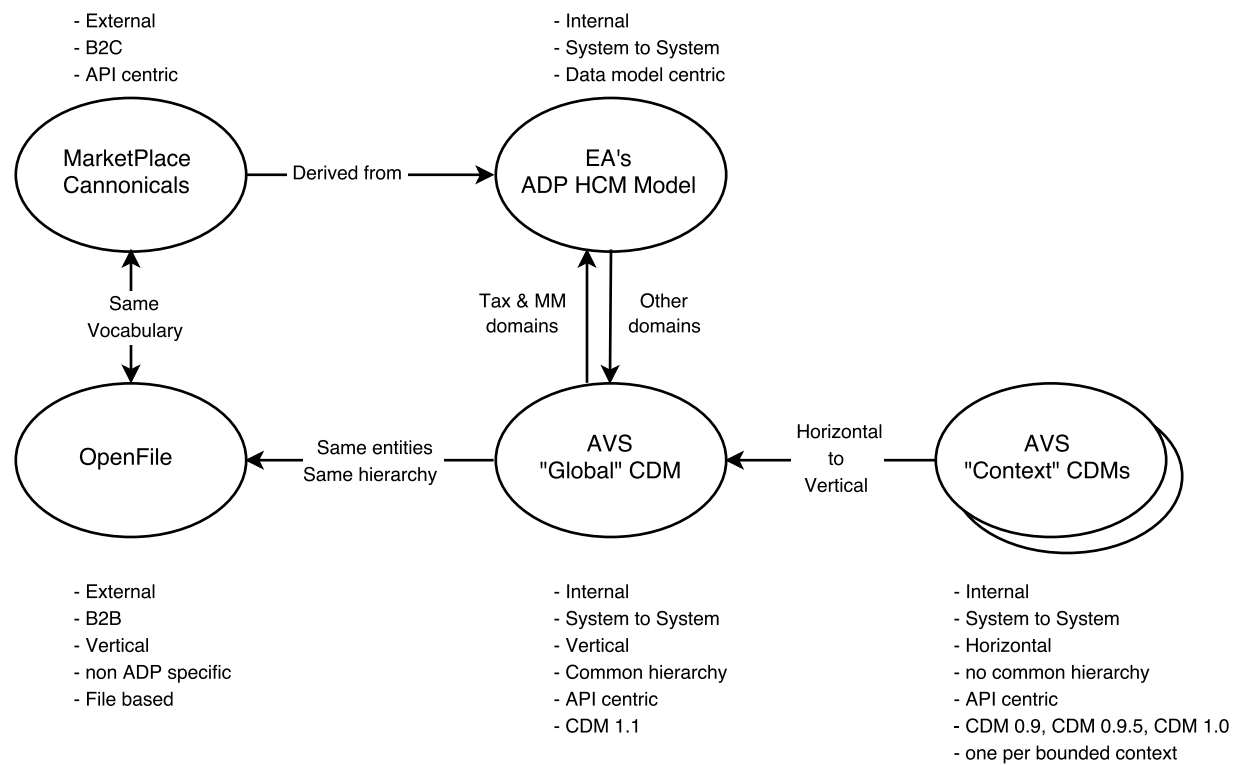 - External
- B2C
- API centric
- Internal
- System to System
- Data model centric
MarketPlace
Cannonicals
Derived from
EA's
ADP HCM Model
Same
Vocabulary
Tax & MM
domains
Other
domains
OpenFile
Same entities
Same hierarchy
AVS
"Global" CDM
Horizontal
to
Vertical
AVS
"Context" CDMs
- External
- B2B
- Vertical
- non ADP specific
- File based
- Internal
- System to System
- Vertical
- Common hierarchy
- API centric
- CDM 1.1
- Internal
- System to System
- Horizontal
- no common hierarchy
- API centric
- CDM 0.9, CDM 0.9.5, CDM 1.0
- one per bounded context